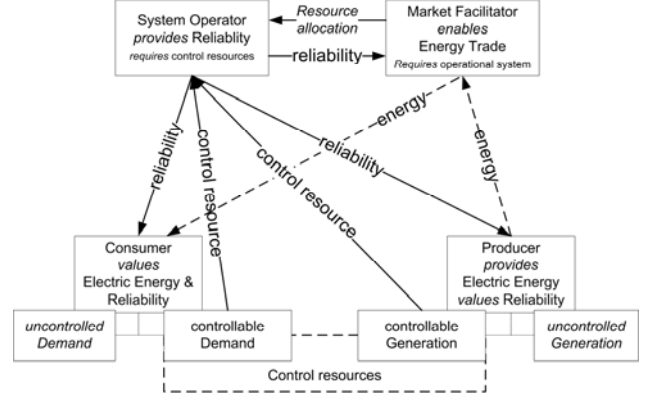 System Operator
provides Reliablity
requires control resources
Resource
allocation
reliability
Market Facilitator
enables
Energy Trade
Requires operational system
reliability
control resource
control resource
reliability
energy
energy
Consumer
values
Electric Energy &
Reliability
Producer
provides
Electric Energy
values Reliability
uncontrolled
Demand
controllable
Demand
controllable
Generation
uncontrolled
Generation
Control resources